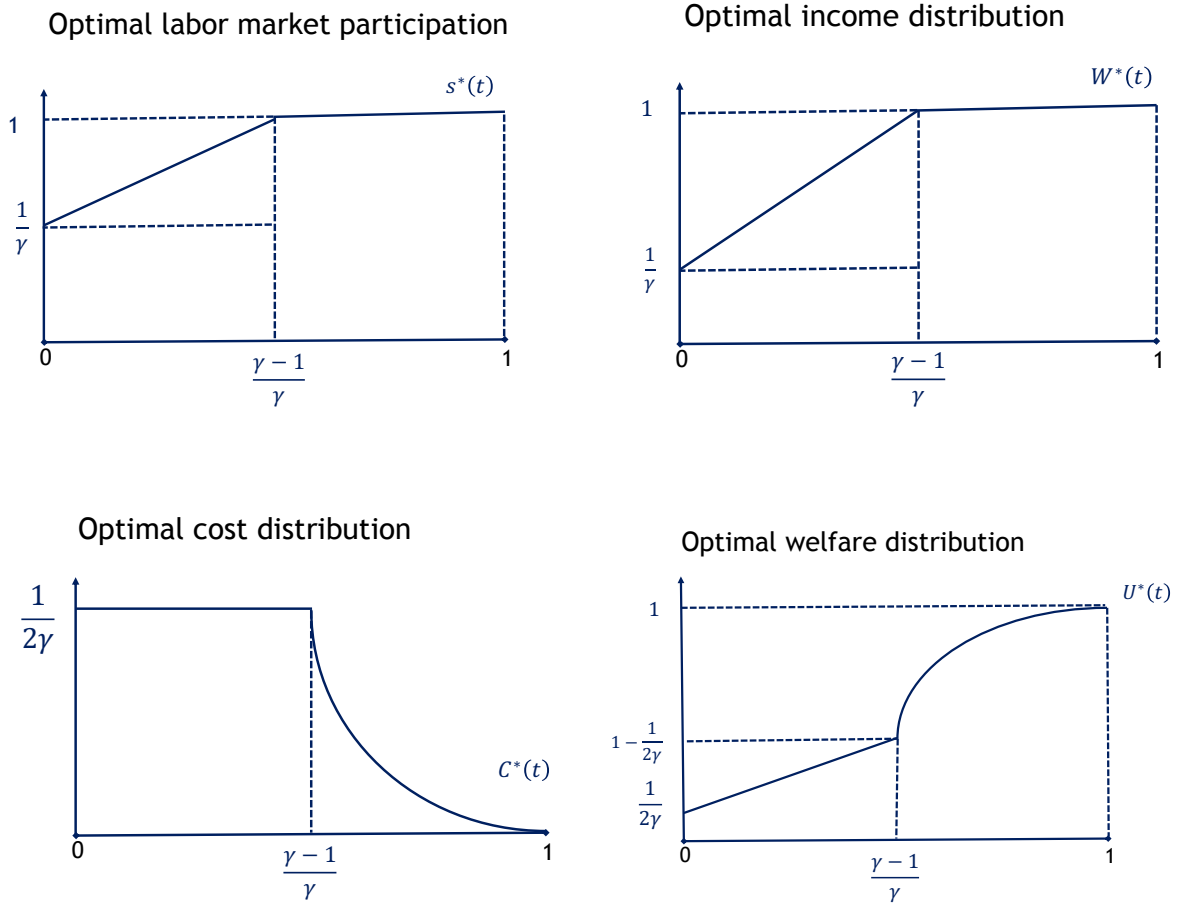 Optimal labor market participation
s*(t)
1
1/γ
0
(γ − 1)/γ
1
Optimal income distribution
W*(t)
1
1/γ
0
(γ − 1)/γ
1
Optimal cost distribution
1/2γ
C*(t)
0
(γ − 1)/γ
1
Optimal welfare distribution
U*(t)
1
1 − 1/2γ
1/2γ
0
(γ − 1)/γ
1